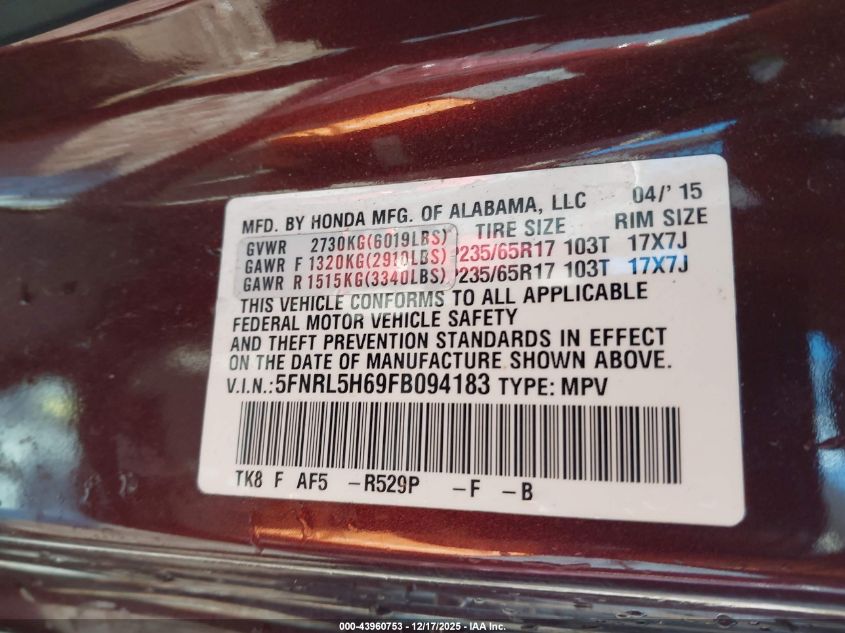 MFD. BY HONDA MFG. OF ALABAMA, LLC 04/'15
GVWR 2730KG(6019LBS) TIRE SIZE RIM SIZE
GAWR F 1320KG(2910LBS) P235/65R17 103T 17X7J
GAWR R 1515KG(3340LBS) P235/65R17 103T 17X7J
THIS VEHICLE CONFORMS TO ALL APPLICABLE
FEDERAL MOTOR VEHICLE SAFETY
AND THEFT PREVENTION STANDARDS IN EFFECT
ON THE DATE OF MANUFACTURE SHOWN ABOVE.
V.I.N.:5FNRL5H69FB094183 TYPE: MPV
TK8 F AF5 -R529P -F -B
000-43960753 - 12/17/2025 - IAA Inc.